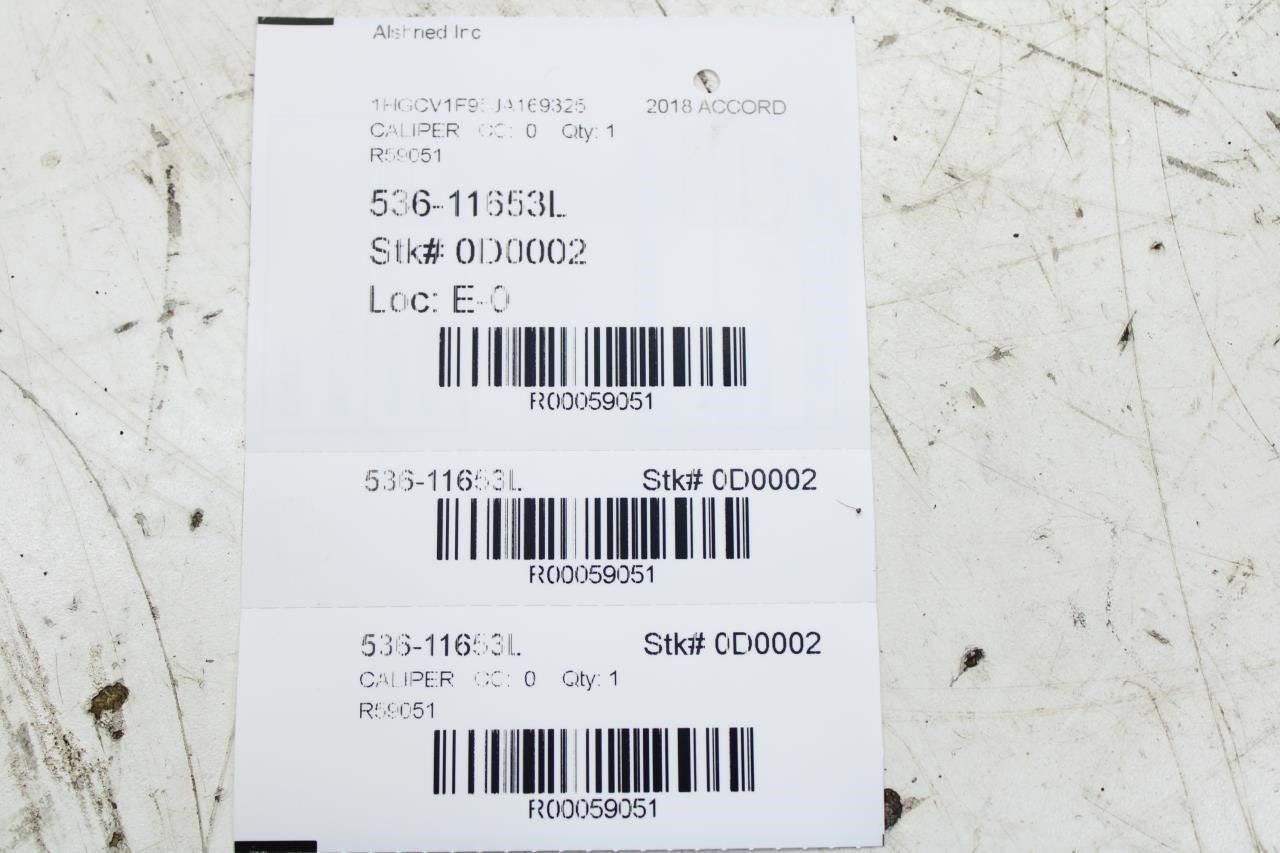 Alshned Inc
2018 ACCORD
CALIPER CC: 0 Qty: 1
R59051
536-11653L
Stk# 0D0002
Loc: E-0
R00059051
536-11653L Stk# 0D0002
R00059051
536-11653L Stk# 0D0002
CALIPER CC: 0 Qty: 1
R59051
R00059051